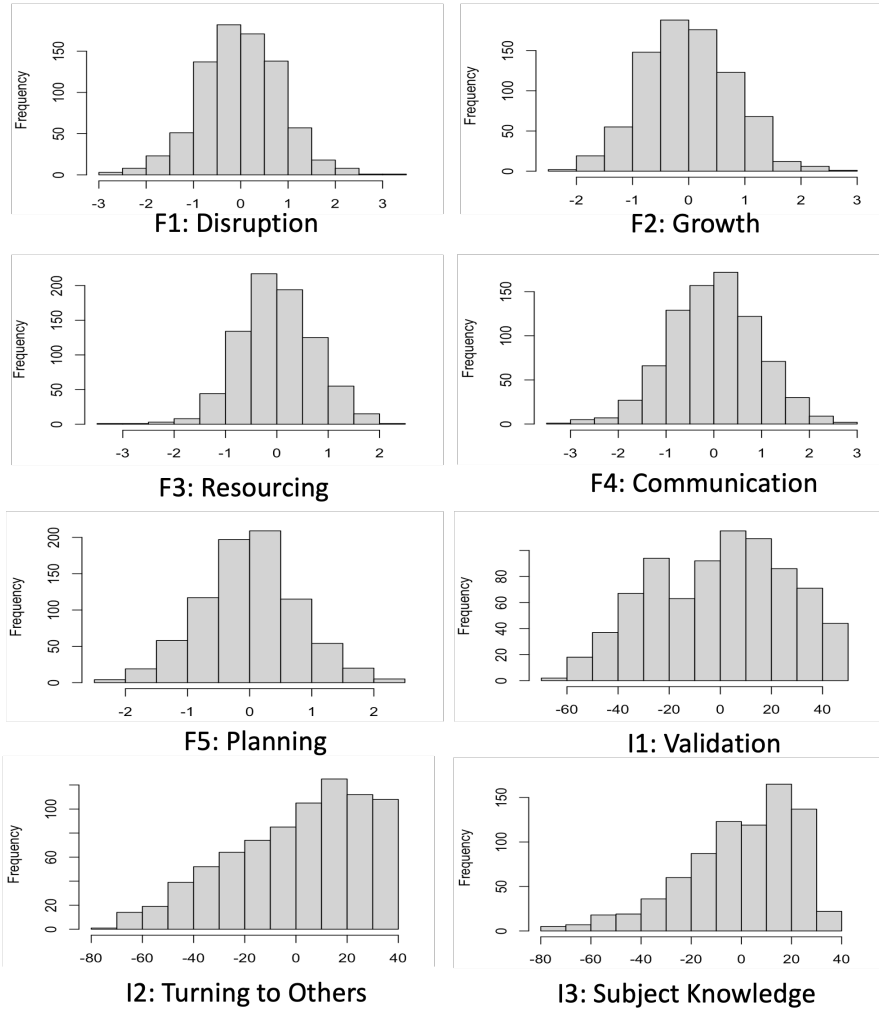 Frequency
0 50 100 150
-3 -2 -1 0 1 2 3
F1: Disruption
Frequency
0 50 100 150
-2 -1 0 1 2 3
F2: Growth
Frequency
0 50 100 150 200
-3 -2 -1 0 1 2
F3: Resourcing
Frequency
0 50 100 150
-3 -2 -1 0 1 2 3
F4: Communication
Frequency
0 50 100 150 200
-2 -1 0 1 2
F5: Planning
Frequency
0 20 40 60 80
-60 -40 -20 0 20 40
I1: Validation
Frequency
0 20 60 100
-80 -60 -40 -20 0 20 40
I2: Turning to Others
Frequency
0 50 100 150
-80 -60 -40 -20 0 20 40
I3: Subject Knowledge